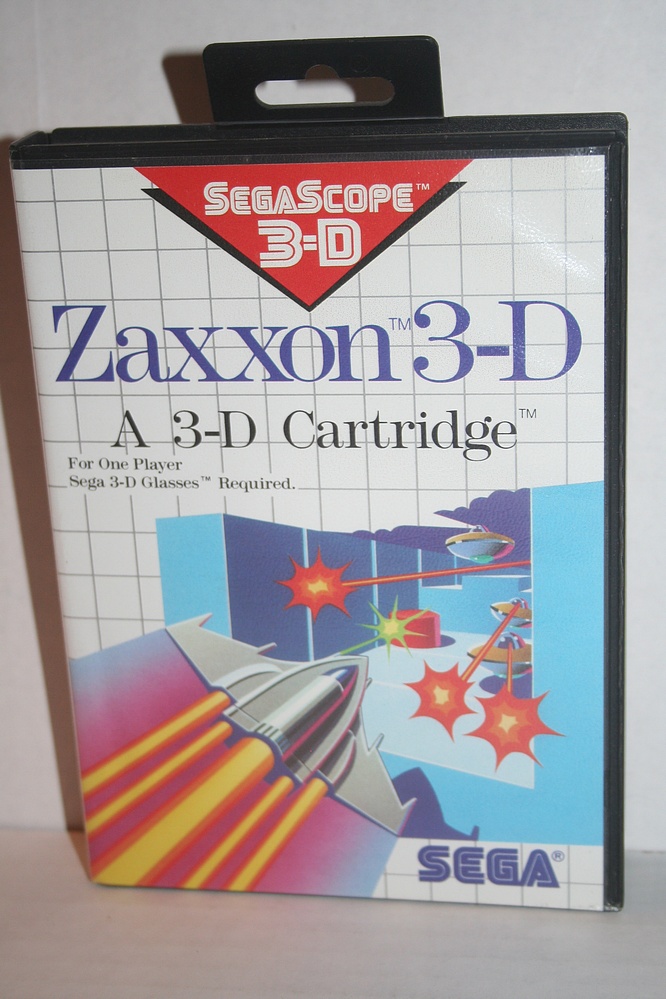 SEGASCOPE™
3-D
Zaxxon™ 3-D
A 3-D Cartridge™
For One Player
Sega 3-D Glasses™ Required.
SEGA®